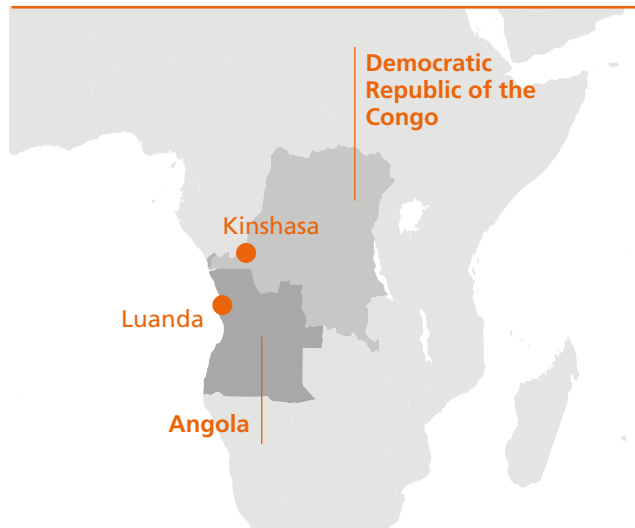 Democratic
Republic of the
Congo
Kinshasa
Luanda
Angola